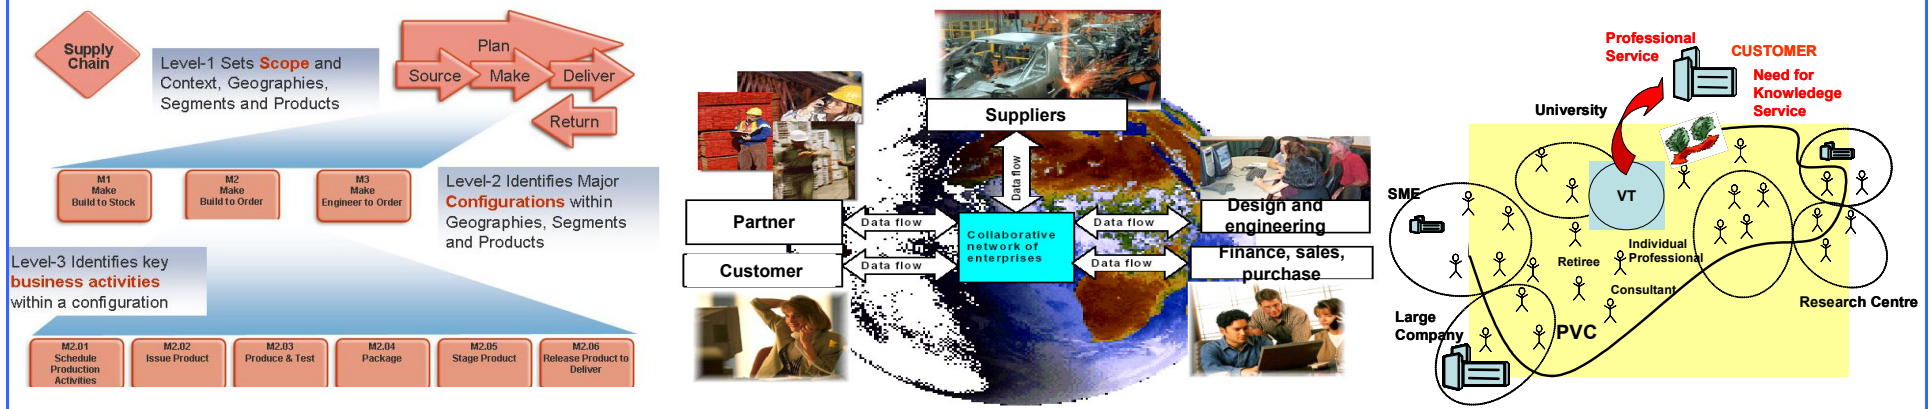 Supply
Chain
Level-1 Sets Scope and
Context, Geographies,
Segments and Products
Plan
Source
Make
Deliver
Return
M1
Make
Build to Stock
M2
Make
Build to Order
M3
Make
Engineer to Order
Level-2 Identifies Major
Configurations within
Geographies, Segments
and Products
Level-3 Identifies key
business activities
within a configuration
M2.01
Schedule
Production
Activities
M2.02
Issue Product
M2.03
Produce & Test
M2.04
Package
M2.05
Stage Product
M2.06
Release Product to
Deliver
Suppliers
Data flow
Partner
Data flow
Customer
Data flow
Collaborative
network of
enterprises
Data flow
Design and
engineering
Data flow
Finance, sales,
purchase
Professional
Service
CUSTOMER
Need for
Knowledege
Service
University
VT
SME
Individual
Professional
Retiree
Consultant
Research Centre
Large
Company
PVC